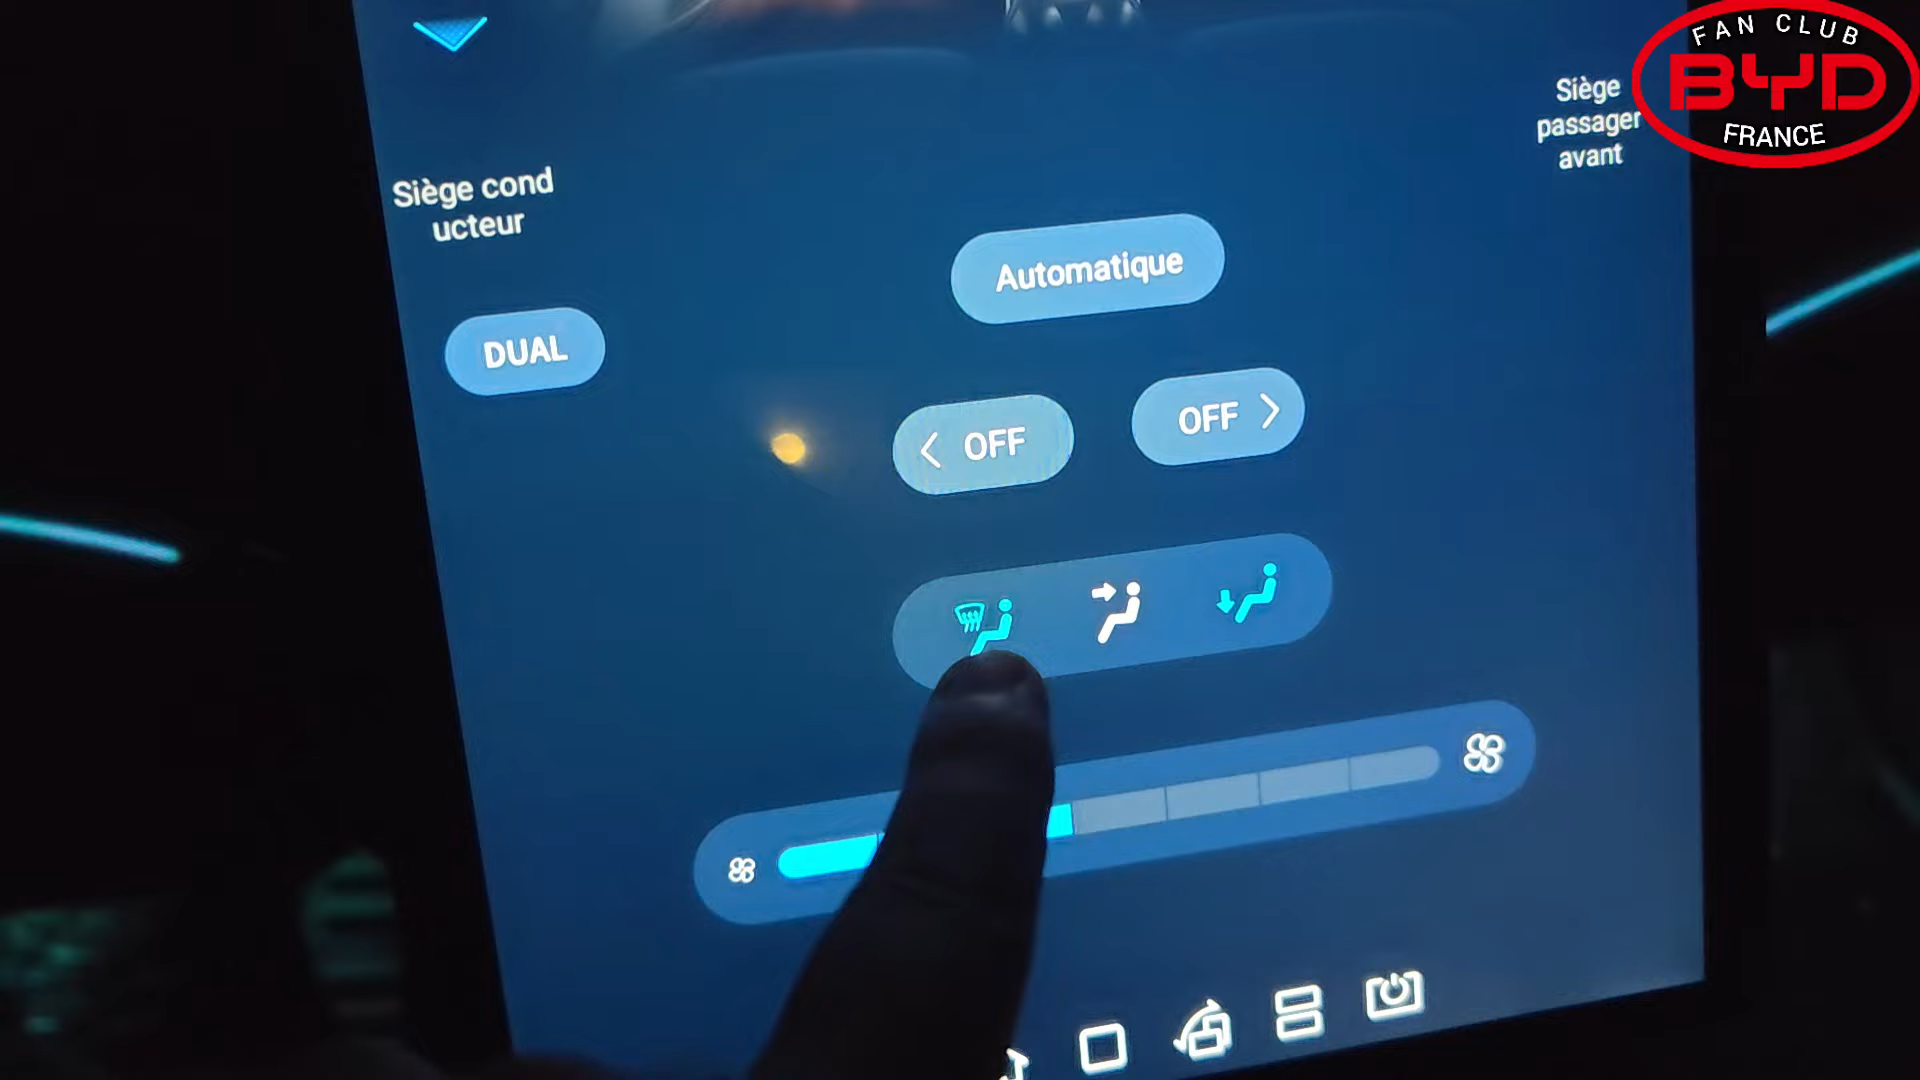 FAN CLUB
BYD
FRANCE
Siège
passager
avant
Siège cond
ucteur
Automatique
DUAL
< OFF
OFF >